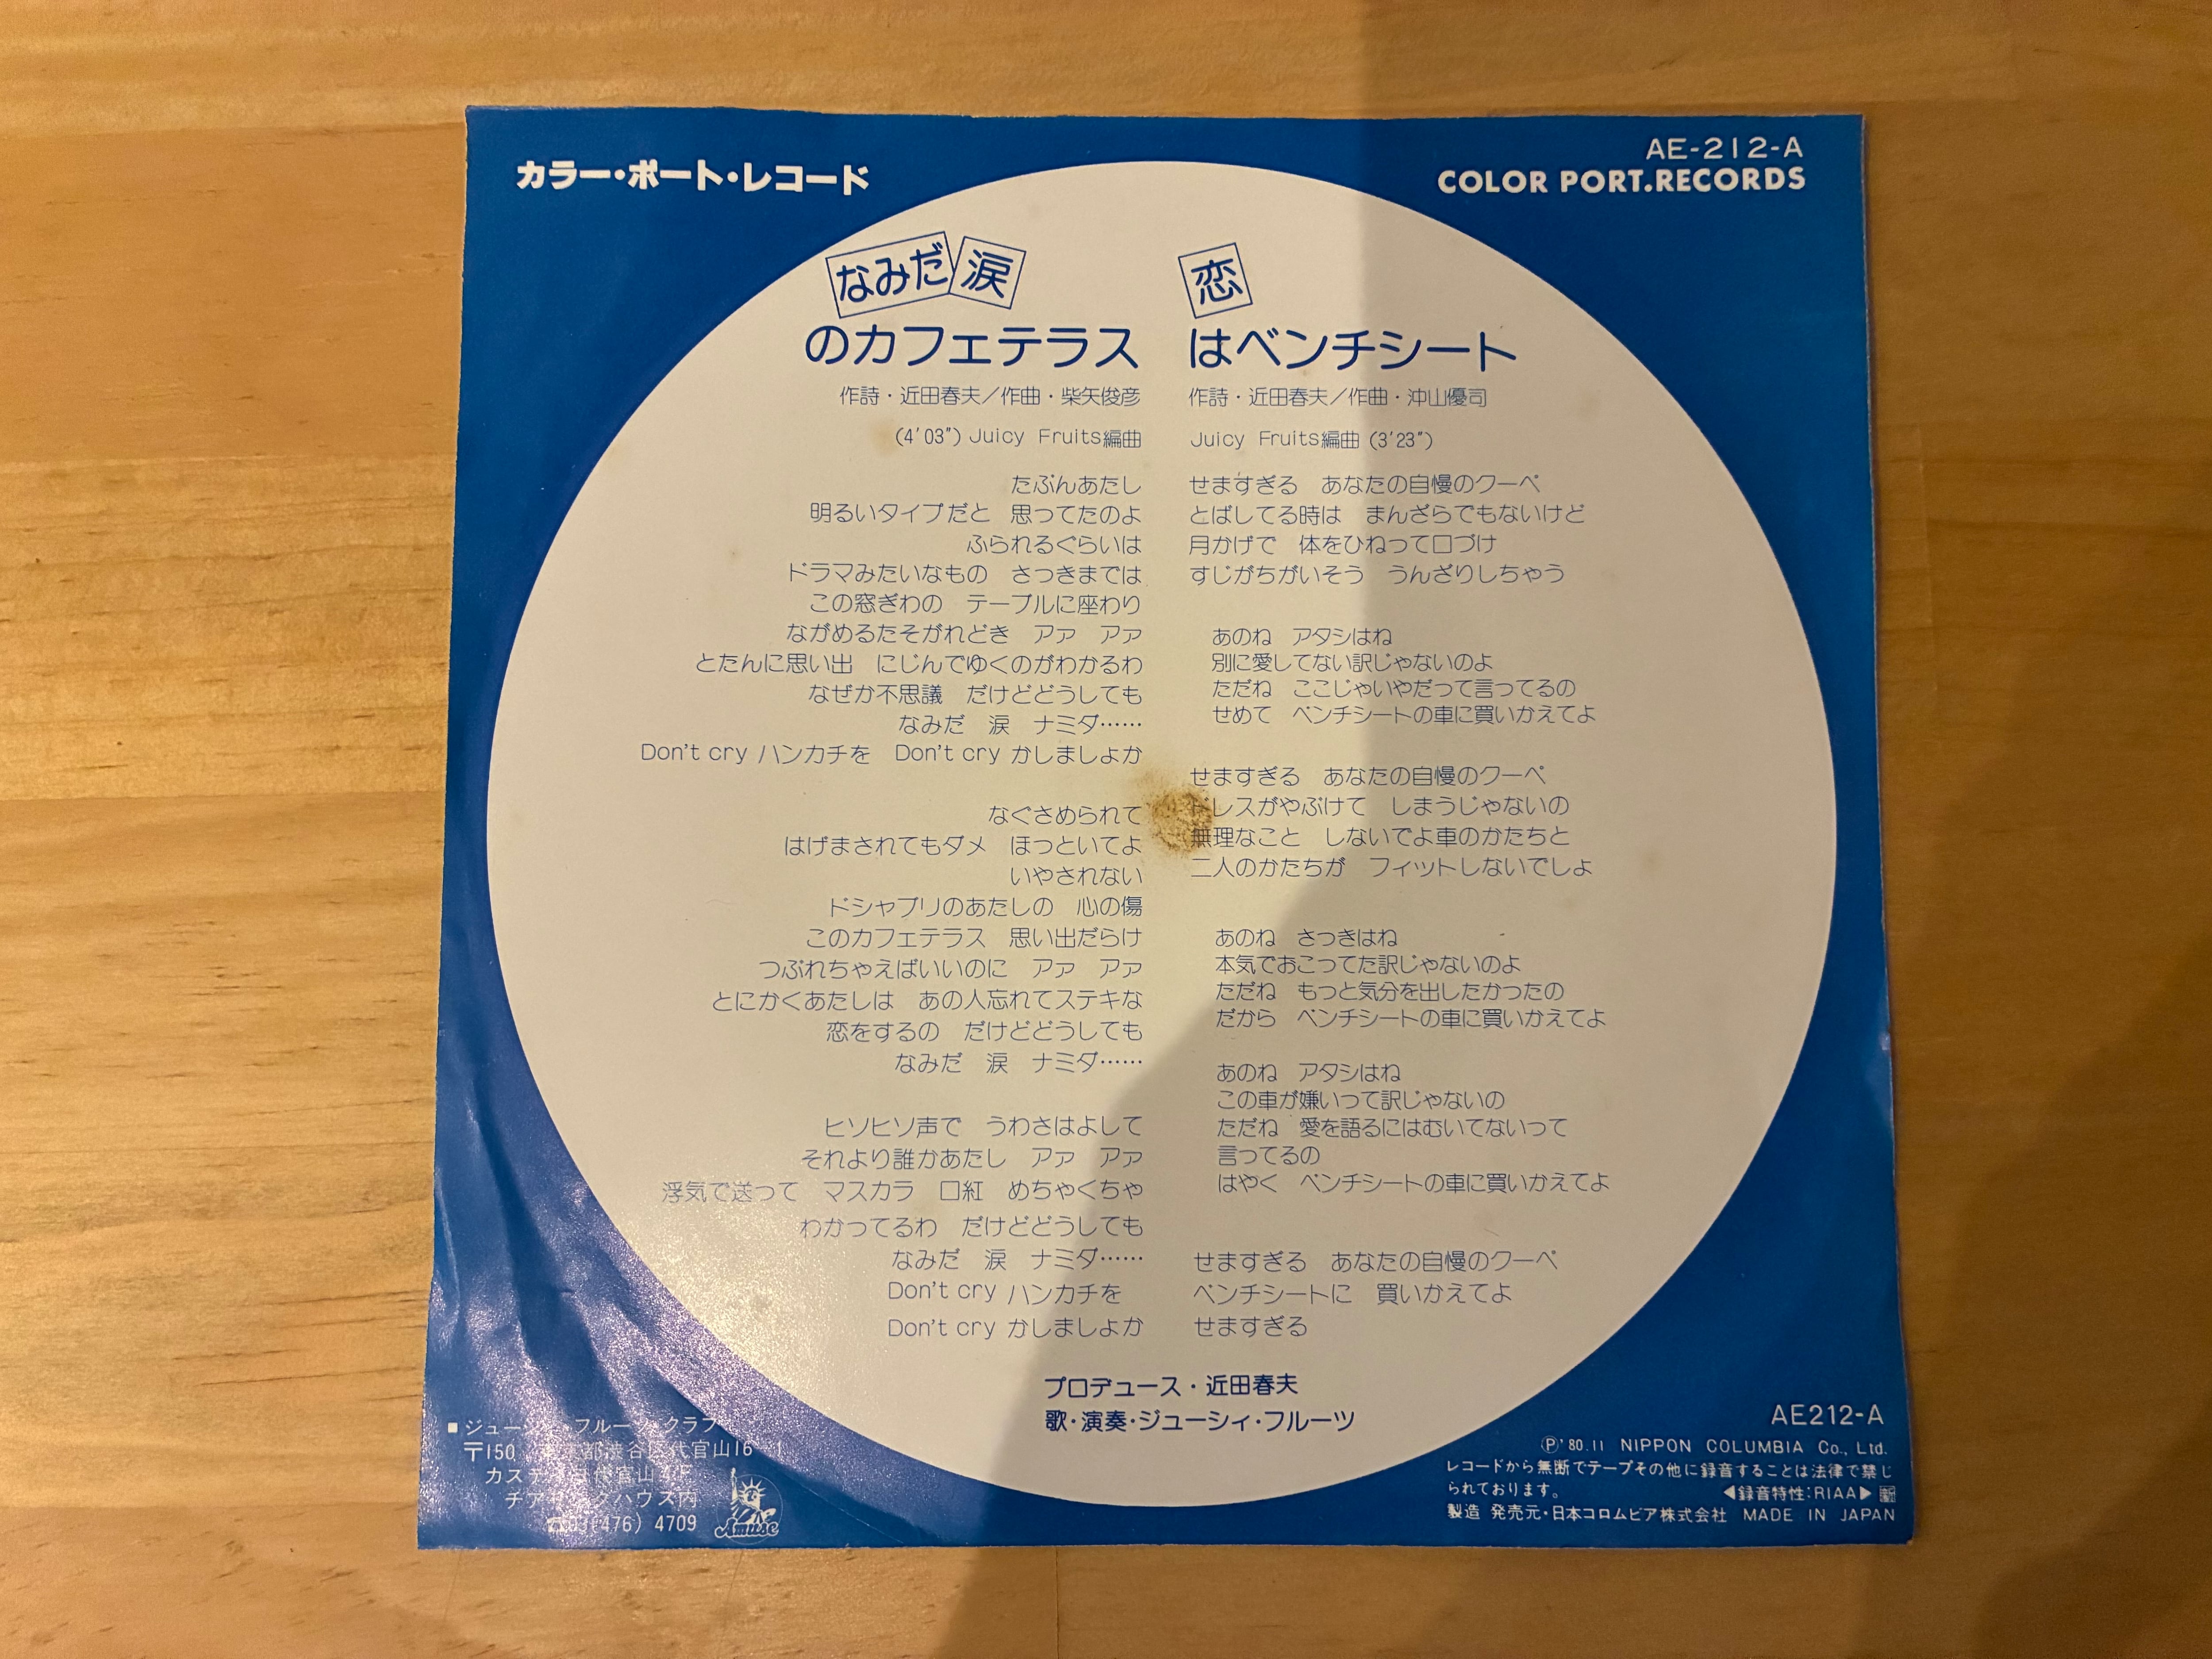 カラー・ポート・レコード
AE-212-A
COLOR PORT.RECORDS
なみだ涙
のカフェテラス
作詩・近田春夫／作曲・柴矢俊彦
(4′03″) Juicy Fruits編曲
たぶんあたし
明るいタイプだと　思ってたのよ
ふられるぐらいは
ドラマみたいなもの　さっきまでは
この窓ぎわの　テーブルに座わり
ながめるたそがれどき　アァ　アァ
とたんに思い出　にじんでゆくのがわかるわ
なぜか不思議　だけどどうしても
なみだ　涙　ナミダ……
Don't cry ハンカチを　Don't cry かしましよか
なぐさめられて
はげまされてもダメ　ほっといてよ
いやされない
ドシャブリのあたしの　心の傷
このカフェテラス　思い出だらけ
つぶれちゃえばいいのに　アァ　アァ
とにかくあたしは　あの人忘れてステキな
恋をするの　だけどどうしても
なみだ　涙　ナミダ……
ヒソヒソ声で　うわさはよして
それより誰かあたし　アァ　アァ
浮気で送って　マスカラ　口紅　めちゃくちゃ
わかってるわ　だけどどうしても
なみだ　涙　ナミダ……
Don't cry ハンカチを
Don't cry かしましよか
恋
はベンチシート
作詩・近田春夫／作曲・沖山優司
Juicy Fruits編曲 (3′23″)
せますぎる　あなたの自慢のクーペ
とばしてる時は　まんざらでもないけど
月かげで　体をひねって口づけ
すじがちがいそう　うんざりしちゃう
あのね　アタシはね
別に愛してない訳じゃないのよ
ただね　ここじゃいやだって言ってるの
せめて　ベンチシートの車に買いかえてよ
せますぎる　あなたの自慢のクーペ
ドレスがやぶけて　しまうじゃないの
無理なこと　しないでよ車のかたちと
二人のかたちが　フィットしないでしよ
あのね　さっきはね
本気でおこってた訳じゃないのよ
ただね　もっと気分を出したかったの
だから　ベンチシートの車に買いかえてよ
あのね　アタシはね
この車が嫌いって訳じゃないの
ただね　愛を語るにはむいてないって
言ってるの
はやく　ベンチシートの車に買いかえてよ
せますぎる　あなたの自慢のクーペ
ベンチシートに　買いかえてよ
せますぎる
プロデュース・近田春夫
歌・演奏・ジューシィ・フルーツ
■ジューシィ・フルーツ・クラブ
〒150　東京都渋谷区代官山16
代官山
ハウス内
☎03(476) 4709
Amuse
AE212-A
Ⓟ'80.11 NIPPON COLUMBIA Co., Ltd.
レコードから無断でテープその他に録音することは法律で禁じ
られております。　◀録音特性:RIAA▶
製造 発売元・日本コロムビア株式会社　MADE IN JAPAN